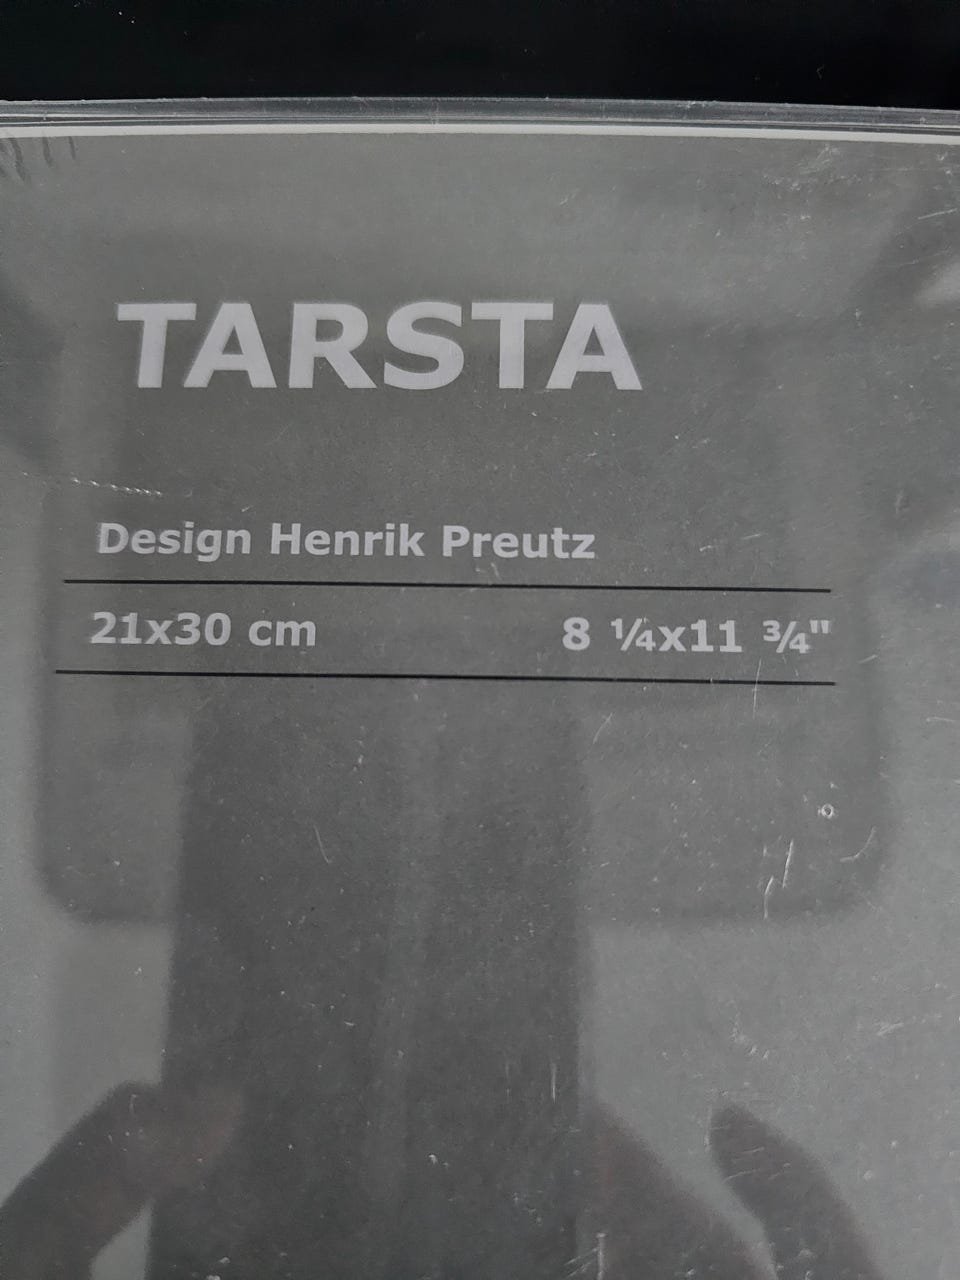 TARSTA
Design Henrik Preutz
21x30 cm 8 ¼x11 ¾"